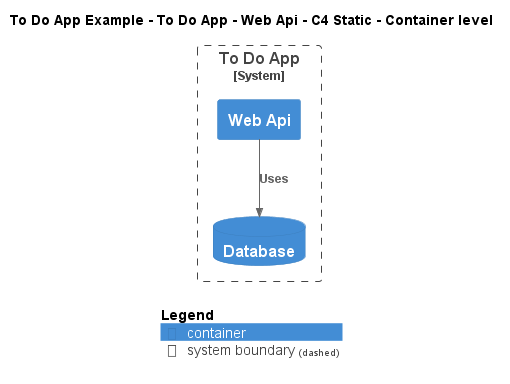 To Do App Example - To Do App - Web Api - C4 Static - Container level
To Do App
[System]
Web Api
Uses
Database
Legend
container
system boundary (dashed)